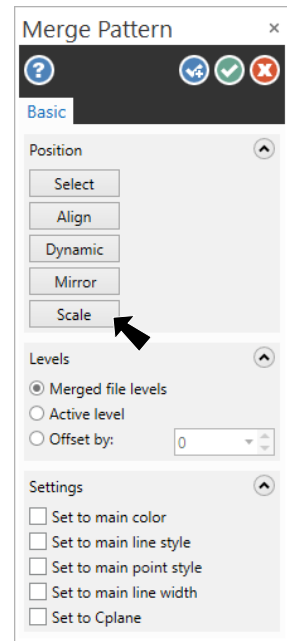 Merge Pattern
Basic
Position
Select
Align
Dynamic
Mirror
Scale
Levels
Merged file levels
Active level
Offset by: 0
Settings
Set to main color
Set to main line style
Set to main point style
Set to main line width
Set to Cplane